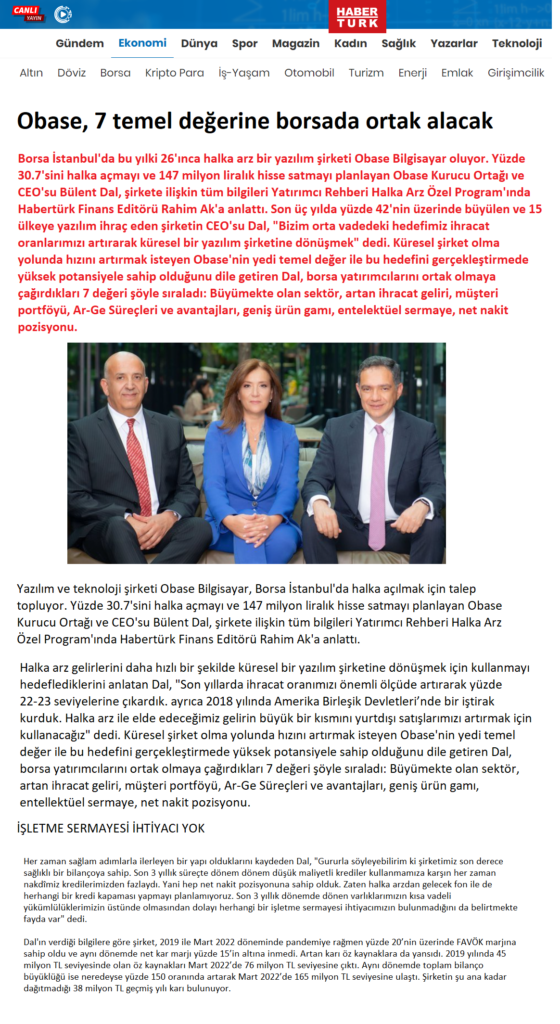 CANLI
YAYIN
HABER
TÜRK
Gündem Ekonomi Dünya Spor Magazin Kadın Sağlık Yazarlar Teknoloji
Altın Döviz Borsa Kripto Para İş-Yaşam Otomobil Turizm Enerji Emlak Girişimcilik
Obase, 7 temel değerine borsada ortak alacak
Borsa İstanbul'da bu yılki 26'ınca halka arz bir yazılım şirketi Obase Bilgisayar oluyor. Yüzde
30.7'sini halka açmayı ve 147 milyon liralık hisse satmayı planlayan Obase Kurucu Ortağı ve
CEO'su Bülent Dal, şirkete ilişkin tüm bilgileri Yatırımcı Rehberi Halka Arz Özel Program'ında
Habertürk Finans Editörü Rahim Ak'a anlattı. Son üç yılda yüzde 42'nin üzerinde büyülen ve 15
ülkeye yazılım ihraç eden şirketin CEO'su Dal, "Bizim orta vadedeki hedefimiz ihracat
oranlarımızı artırarak küresel bir yazılım şirketine dönüşmek" dedi. Küresel şirket olma
yolunda hızını artırmak isteyen Obase'nin yedi temel değer ile bu hedefini gerçekleştirmede
yüksek potansiyele sahip olduğunu dile getiren Dal, borsa yatırımcılarını ortak olmaya
çağırdıkları 7 değeri şöyle sıraladı: Büyümekte olan sektör, artan ihracat geliri, müşteri
portföyü, Ar-Ge Süreçleri ve avantajları, geniş ürün gamı, entelektüel sermaye, net nakit
pozisyonu.
Yazılım ve teknoloji şirketi Obase Bilgisayar, Borsa İstanbul'da halka açılmak için talep
topluyor. Yüzde 30.7'sini halka açmayı ve 147 milyon liralık hisse satmayı planlayan Obase
Kurucu Ortağı ve CEO'su Bülent Dal, şirkete ilişkin tüm bilgileri Yatırımcı Rehberi Halka Arz
Özel Program'ında Habertürk Finans Editörü Rahim Ak'a anlattı.
Halka arz gelirlerini daha hızlı bir şekilde küresel bir yazılım şirketine dönüşmek için kullanmayı
hedeflediklerini anlatan Dal, "Son yıllarda ihracat oranımızı önemli ölçüde artırarak yüzde
22-23 seviyelerine çıkardık. ayrıca 2018 yılında Amerika Birleşik Devletleri’nde bir iştirak
kurduk. Halka arz ile elde edeceğimiz gelirin büyük bir kısmını yurtdışı satışlarımızı artırmak için
kullanacağız" dedi. Küresel şirket olma yolunda hızını artırmak isteyen Obase'nin yedi temel
değer ile bu hedefini gerçekleştirmede yüksek potansiyele sahip olduğunu dile getiren Dal,
borsa yatırımcılarını ortak olmaya çağırdıkları 7 değeri şöyle sıraladı: Büyümekte olan sektör,
artan ihracat geliri, müşteri portföyü, Ar-Ge Süreçleri ve avantajları, geniş ürün gamı,
entellektüel sermaye, net nakit pozisyonu.
İŞLETME SERMAYESİ İHTİYACI YOK
Her zaman sağlam adımlarla ilerleyen bir yapı olduklarını kaydeden Dal, "Gururla söyleyebilirim ki şirketimiz son derece
sağlıklı bir bilançoya sahip. Son 3 yıllık süreçte dönem dönem düşük maliyetli krediler kullanmamıza karşın her zaman
nakdîmiz kredilerimizden fazlaydı. Yani hep net nakit pozisyonuna sahip olduk. Zaten halka arzdan gelecek fon ile de
herhangi bir kredi kapaması yapmayı planlamıyoruz. Son 3 yıllık dönemde dönen varlıklarımızın kısa vadeli
yükümlülüklerimizin üstünde olmasından dolayı herhangi bir işletme sermayesi ihtiyacımızın bulunmadığını da belirtmekte
fayda var" dedi.
Dal'ın verdiği bilgilere göre şirket, 2019 ile Mart 2022 döneminde pandemiye rağmen yüzde 20’nin üzerinde FAVÖK marjına
sahip oldu ve aynı dönemde net kar marjı yüzde 15’in altına inmedi. Artan karı öz kaynaklara da yansıdı. 2019 yılında 45
milyon TL seviyesinde olan öz kaynakları Mart 2022’de 76 milyon TL seviyesine çıktı. Aynı dönemde toplam bilanço
büyüklüğü ise neredeyse yüzde 150 oranında artarak Mart 2022’de 165 milyon TL seviyesine ulaştı. Şirketin şu ana kadar
dağıtmadığı 38 milyon TL geçmiş yılı karı bulunuyor.